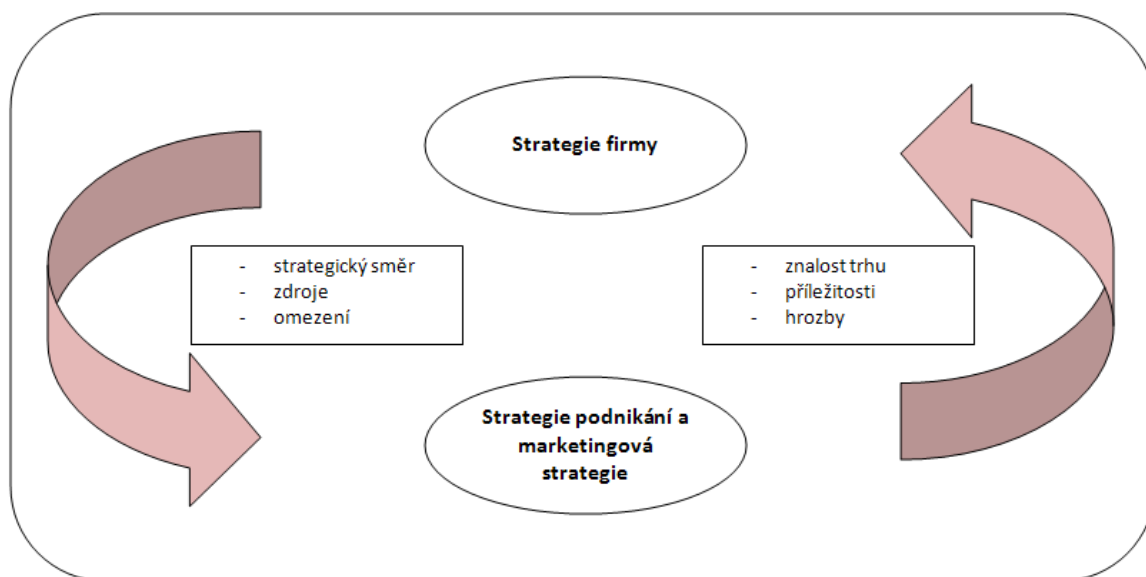 Strategie firmy
- strategický směr
- zdroje
- omezení
- znalost trhu
- příležitosti
- hrozby
Strategie podnikání a
marketingová
strategie